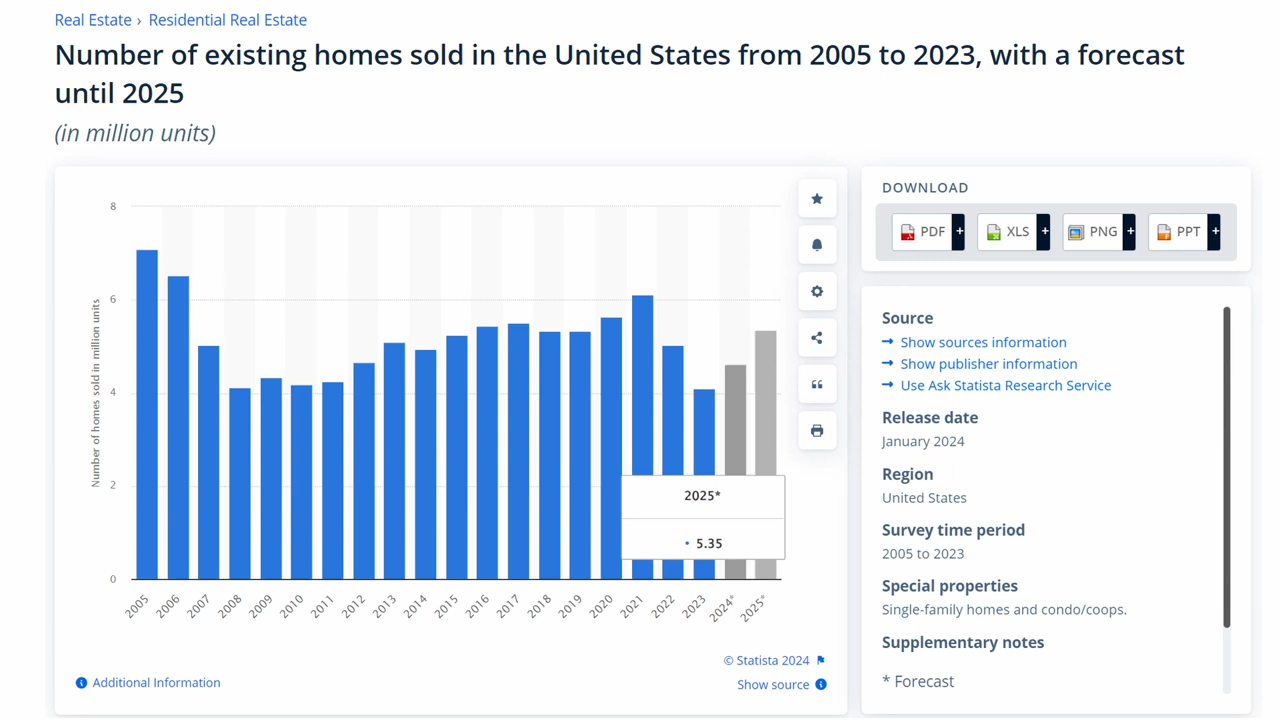 Real Estate › Residential Real Estate
Number of existing homes sold in the United States from 2005 to 2023, with a forecast
until 2025
(in million units)
Number of homes sold in million units
8
6
4
2
0
2005
2006
2007
2008
2009
2010
2011
2012
2013
2014
2015
2016
2017
2018
2019
2020
2021
2022
2023
2024*
2025*
2025*
• 5.35
© Statista 2024
Additional Information
Show source
DOWNLOAD
PDF +
XLS +
PNG +
PPT +
Source
→ Show sources information
→ Show publisher information
→ Use Ask Statista Research Service
Release date
January 2024
Region
United States
Survey time period
2005 to 2023
Special properties
Single-family homes and condo/coops.
Supplementary notes
* Forecast